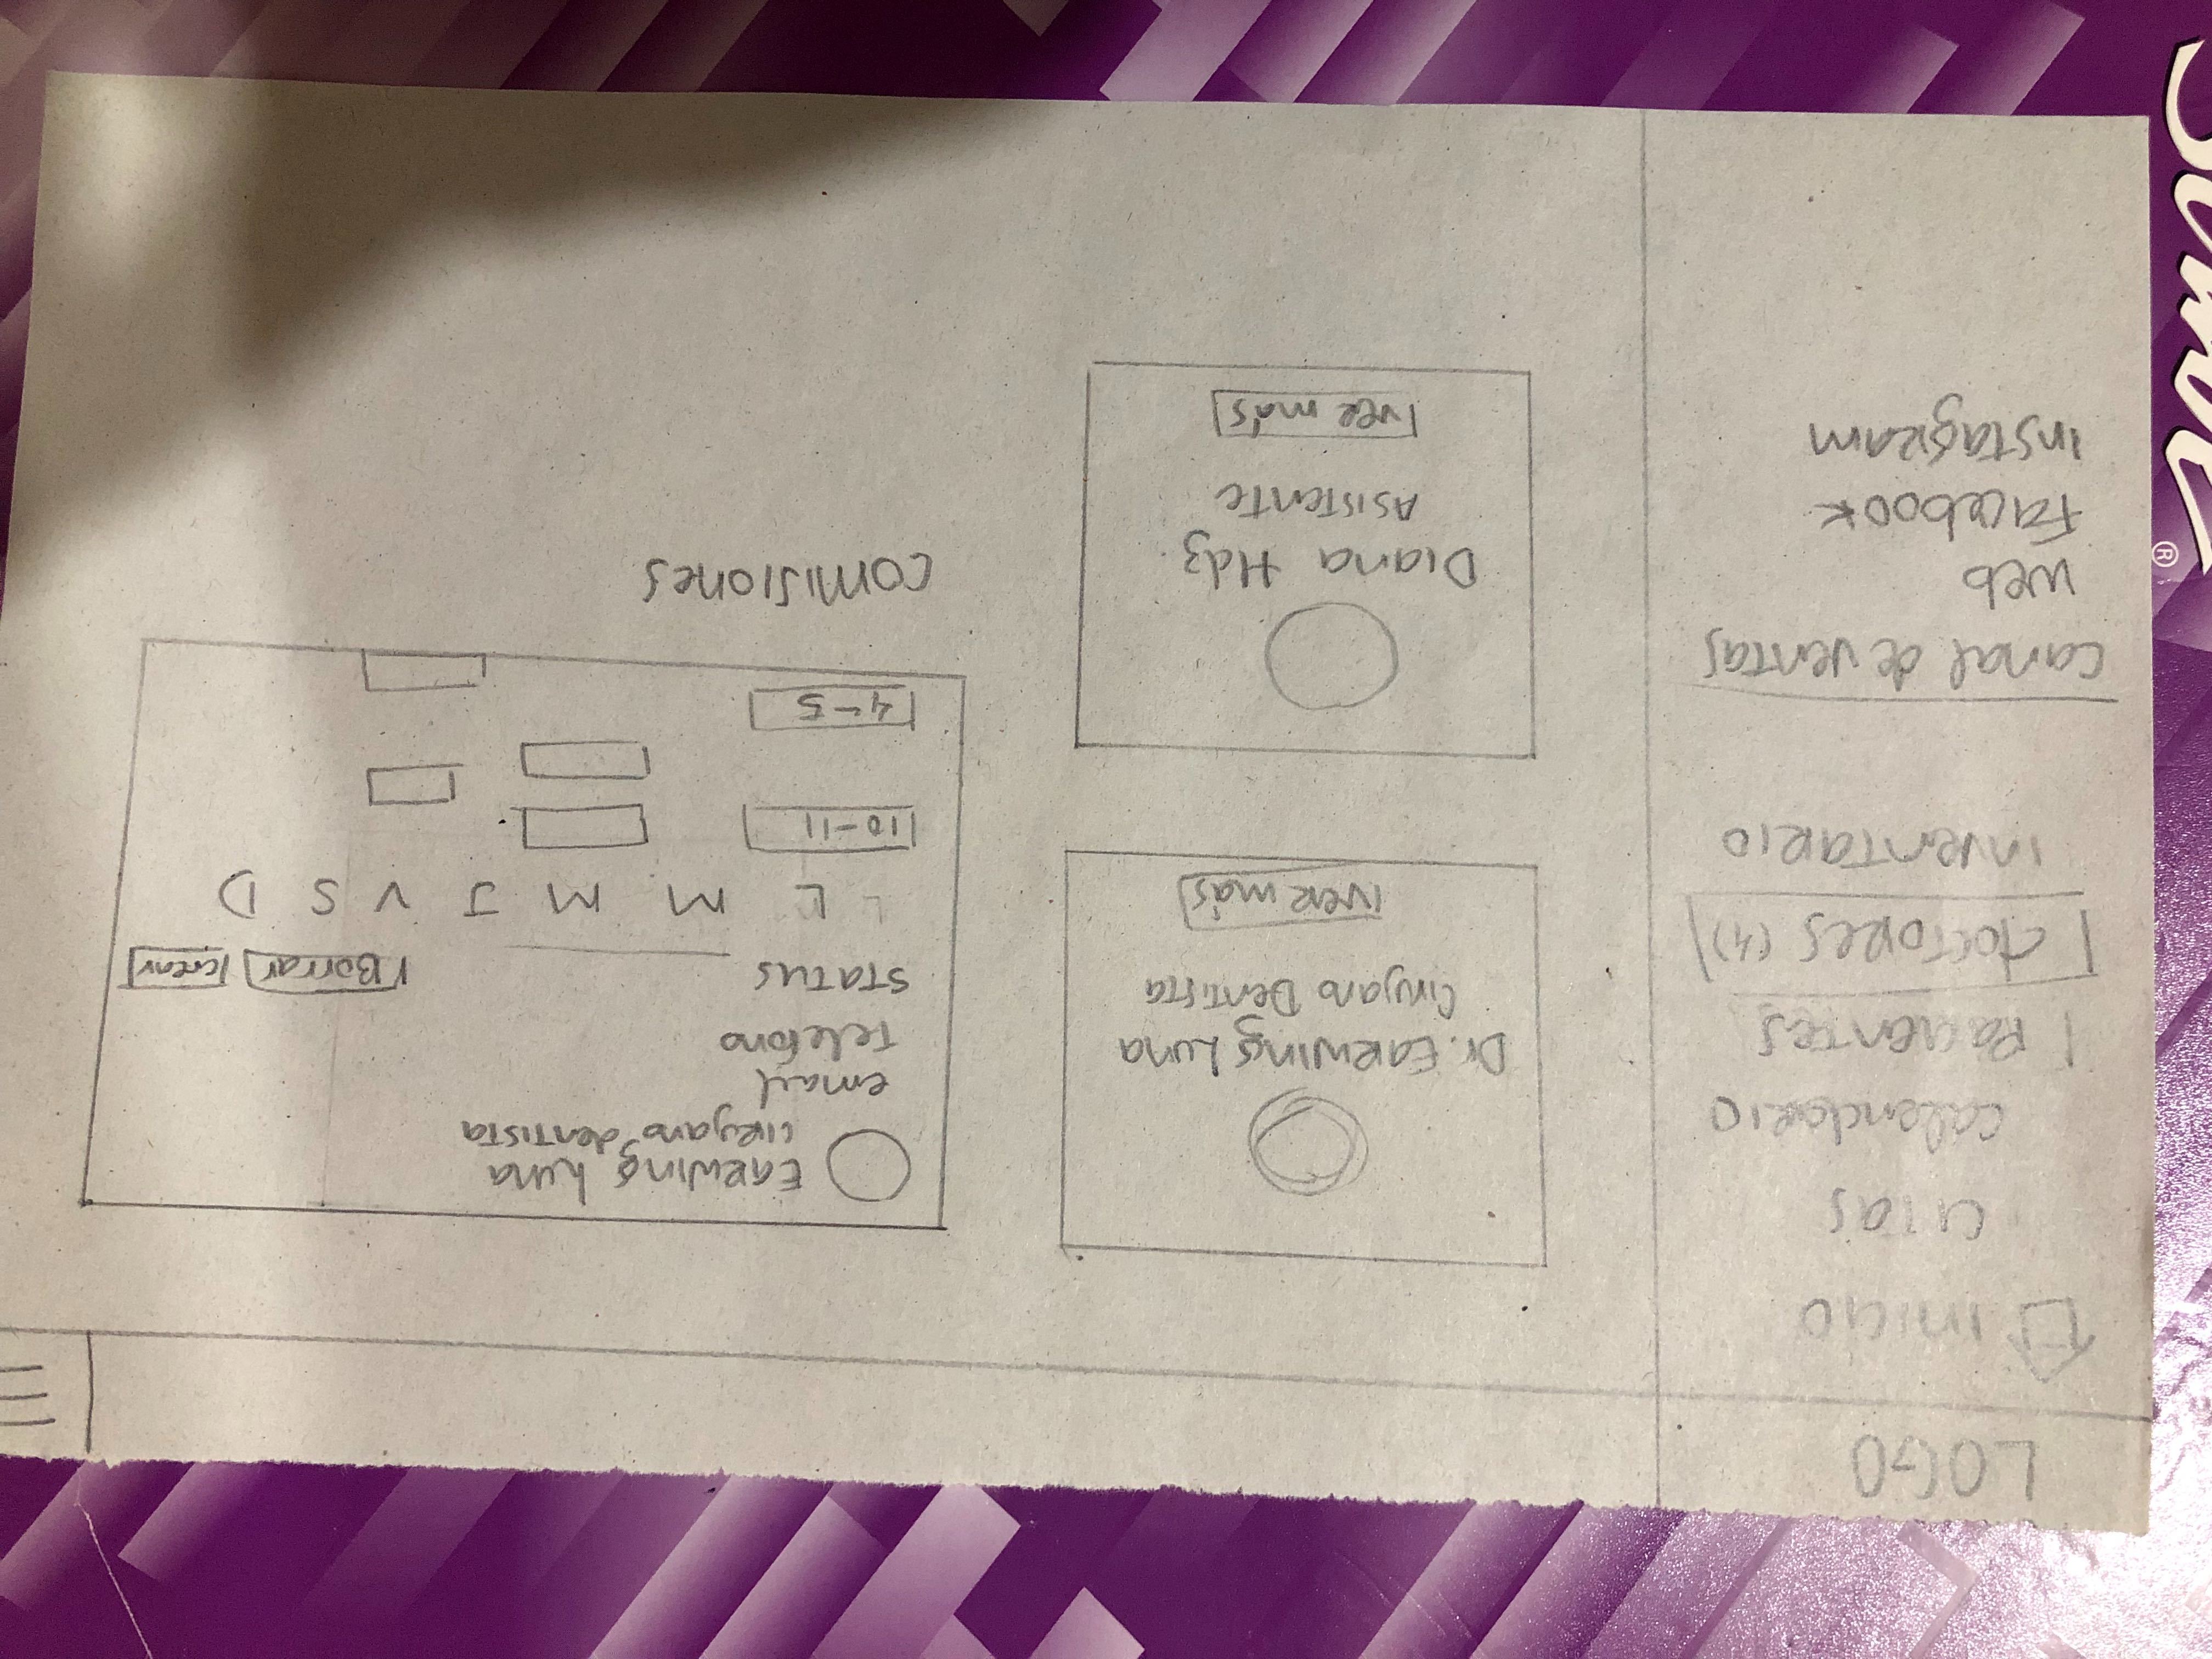 LOGO
inicio
citas
calendario
Pacientes
doctores (4)
inventario
canal de ventas
web
Facebook
Instagram
Dr. Earwing Luna
Cirujano Dentista
ver más
Diana Hdz.
Asistente
ver más
Earwing Luna
cirujano dentista
email
Telefono
STATUS
Borrar crear
L L M M J V S D
10-11
4-5
comisiones
®